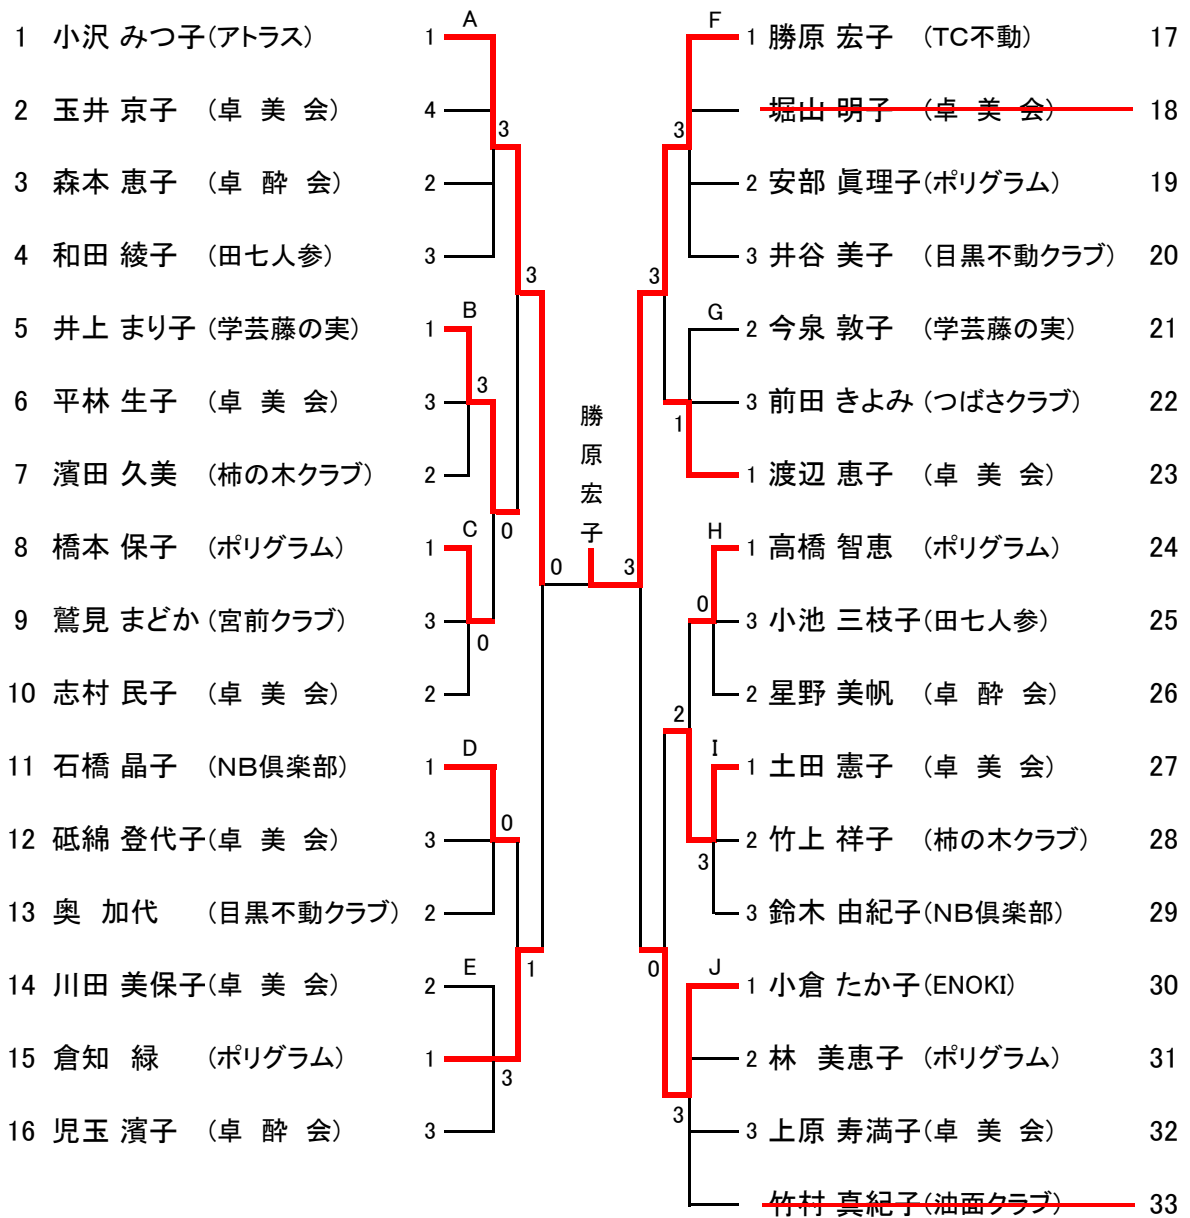 A
F
1 小沢 みつ子(アトラス) 1
1 勝原 宏子 (TC不動) 17
2 玉井 京子 (卓 美 会) 4
堀山 明子 (卓 美 会) 18
3
3
3 森本 恵子 (卓 酔 会) 2
2 安部 眞理子(ポリグラム) 19
4 和田 綾子 (田七人参) 3
3 井谷 美子 (目黒不動クラブ) 20
3
3
B
G
5 井上 まり子(学芸藤の実) 1
2 今泉 敦子 (学芸藤の実) 21
3
6 平林 生子 (卓 美 会) 3
3 前田 きよみ(つばさクラブ) 22
1
勝原宏子
7 濱田 久美 (柿の木クラブ) 2
1 渡辺 恵子 (卓 美 会) 23
C
0
H
8 橋本 保子 (ポリグラム) 1
1 高橋 智恵 (ポリグラム) 24
0
3
0
9 鷲見 まどか(宮前クラブ) 3
3 小池 三枝子(田七人参) 25
0
10 志村 民子 (卓 美 会) 2
2 星野 美帆 (卓 酔 会) 26
2
D
I
11 石橋 晶子 (NB倶楽部) 1
1 土田 憲子 (卓 美 会) 27
0
12 砥綿 登代子(卓 美 会) 3
2 竹上 祥子 (柿の木クラブ) 28
3
13 奥 加代 (目黒不動クラブ) 2
3 鈴木 由紀子(NB倶楽部) 29
E
1
0
J
14 川田 美保子(卓 美 会) 2
1 小倉 たか子(ENOKI) 30
15 倉知 緑 (ポリグラム) 1
2 林 美恵子 (ポリグラム) 31
3
3
16 児玉 濱子 (卓 酔 会) 3
3 上原 寿満子(卓 美 会) 32
竹村 真紀子(油面クラブ) 33